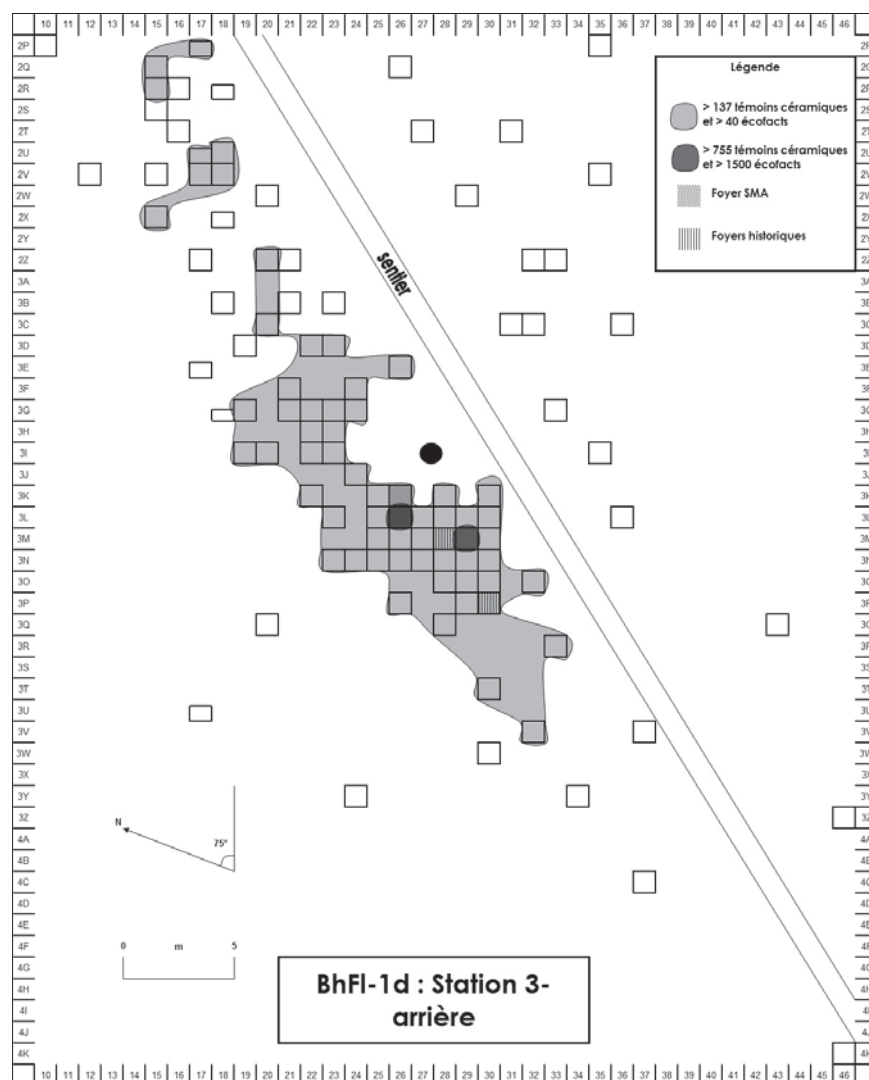 10 11 12 13 14 15 16 17 18 19 20 21 22 23 24 25 26 27 28 29 30 31 32 33 34 35 36 37 38 39 40 41 42 43 44 45 46
2P
2Q
2R
2S
2T
2U
2V
2W
2X
2Y
2Z
3A
3B
3C
3D
3E
3F
3G
3H
3I
3J
3K
3L
3M
3N
3O
3P
3Q
3R
3S
3T
3U
3V
3W
3X
3Y
3Z
4A
4B
4C
4D
4E
4F
4G
4H
4I
4J
4K
Légende
> 137 témoins céramiques
et > 40 écofacts
> 755 témoins céramiques
et > 1500 écofacts
Foyer SMA
Foyers historiques
sentier
N
75°
0 m 5
BhFl-1d : Station 3-
arrière
10 11 12 13 14 15 16 17 18 19 20 21 22 23 24 25 26 27 28 29 30 31 32 33 34 35 36 37 38 39 40 41 42 43 44 45 46